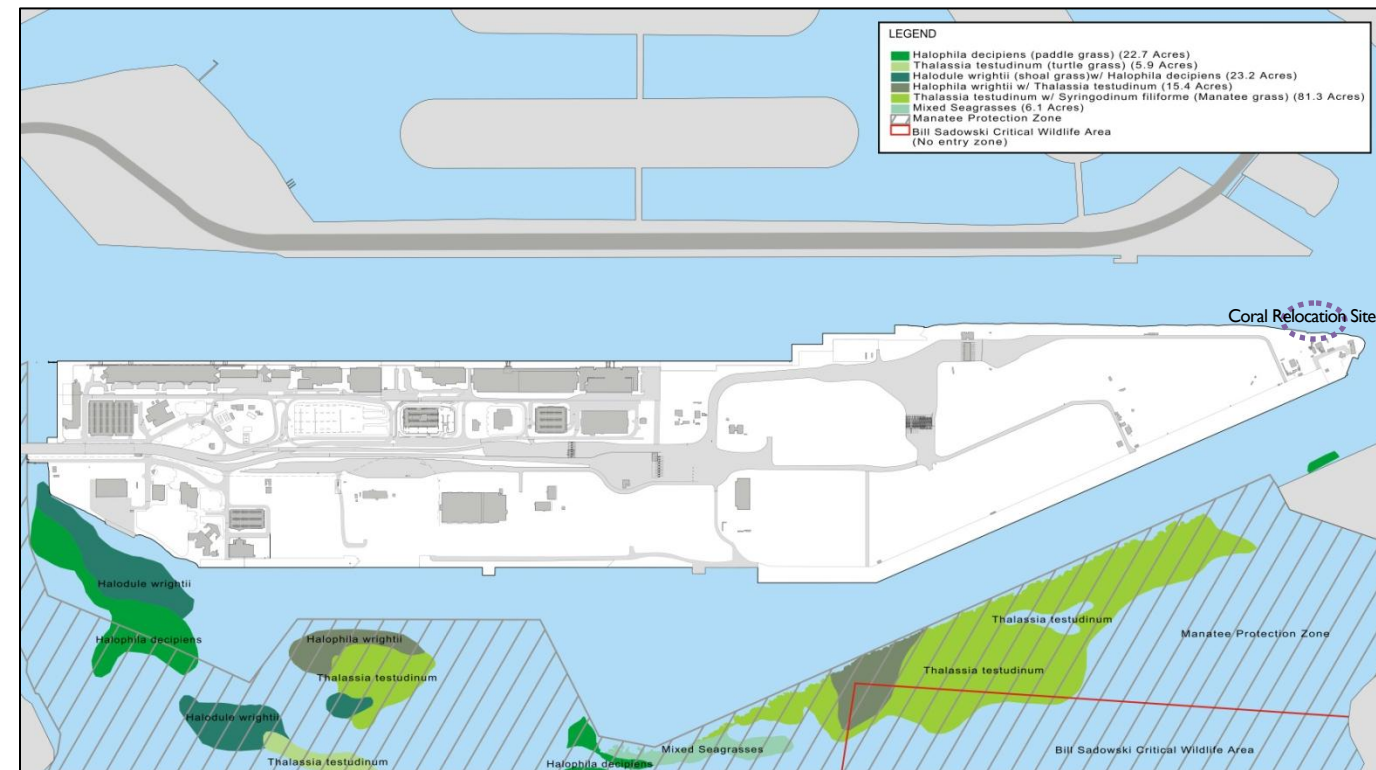 LEGEND
Halophila decipiens (paddle grass) (22.7 Acres)
Thalassia testudinum (turtle grass) (5.9 Acres)
Halodule wrightii (shoal grass)w/ Halophila decipiens (23.2 Acres)
Halophila wrightii w/ Thalassia testudinum (15.4 Acres)
Thalassia testudinum w/ Syringodinum filiforme (Manatee grass) (81.3 Acres)
Mixed Seagrasses (6.1 Acres)
Manatee Protection Zone
Bill Sadowski Critical Wildlife Area
(No entry zone)
Coral Relocation Site
Halodule wrightii
Halophila decipiens
Halophila wrightii
Thalassia testudinum
Halodule wrightii
Thalassia testudinum
Halophila decipiens
Mixed Seagrasses
Thalassia testudinum
Thalassia testudinum
Manatee Protection Zone
Bill Sadowski Critical Wildlife Area